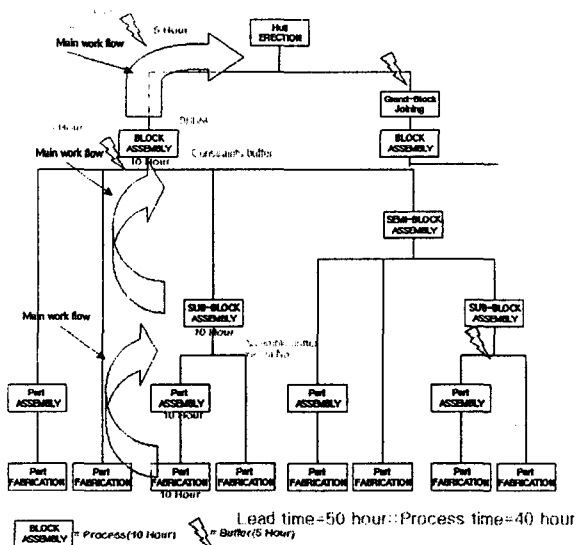 5 Hour
Main work flow
Hull
ERECTION
Grand-Block
Joining
BLOCK
ASSEMBLY
10 Hour
BLOCK
ASSEMBLY
Hour
Main work flow
Constraints buffer
SEMI-BLOCK
ASSEMBLY
SUB-BLOCK
ASSEMBLY
10 Hour
SUB-BLOCK
ASSEMBLY
Main work flow
Part
ASSEMBLY
Part
ASSEMBLY
10 Hour
Part
ASSEMBLY
Part
ASSEMBLY
Part
FABRICATION
Part
FABRICATION
Part
FABRICATION
10 Hour
Part
FABRICATION
Part
FABRICATION
Part
FABRICATION
Part
FABRICATION
Part
FABRICATION
Lead time=50 hour::Process time=40 hour
BLOCK
ASSEMBLY
= Process(10 Hour)
= Buffer(5 Hour)